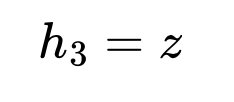 h₃ = z